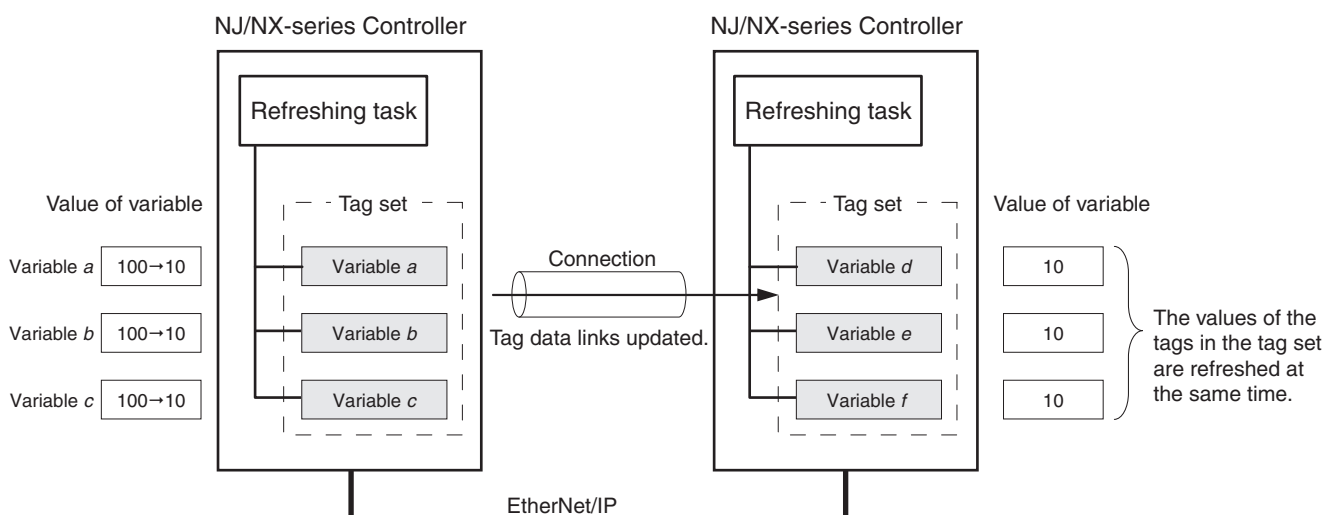 NJ/NX-series Controller
NJ/NX-series Controller
Refreshing task
Refreshing task
Value of variable
Tag set
Tag set
Value of variable
Variable a
100→10
Variable a
Connection
Variable d
10
Variable b
100→10
Variable b
Tag data links updated.
Variable e
10
Variable c
100→10
Variable c
Variable f
10
The values of the
tags in the tag set
are refreshed at
the same time.
EtherNet/IP